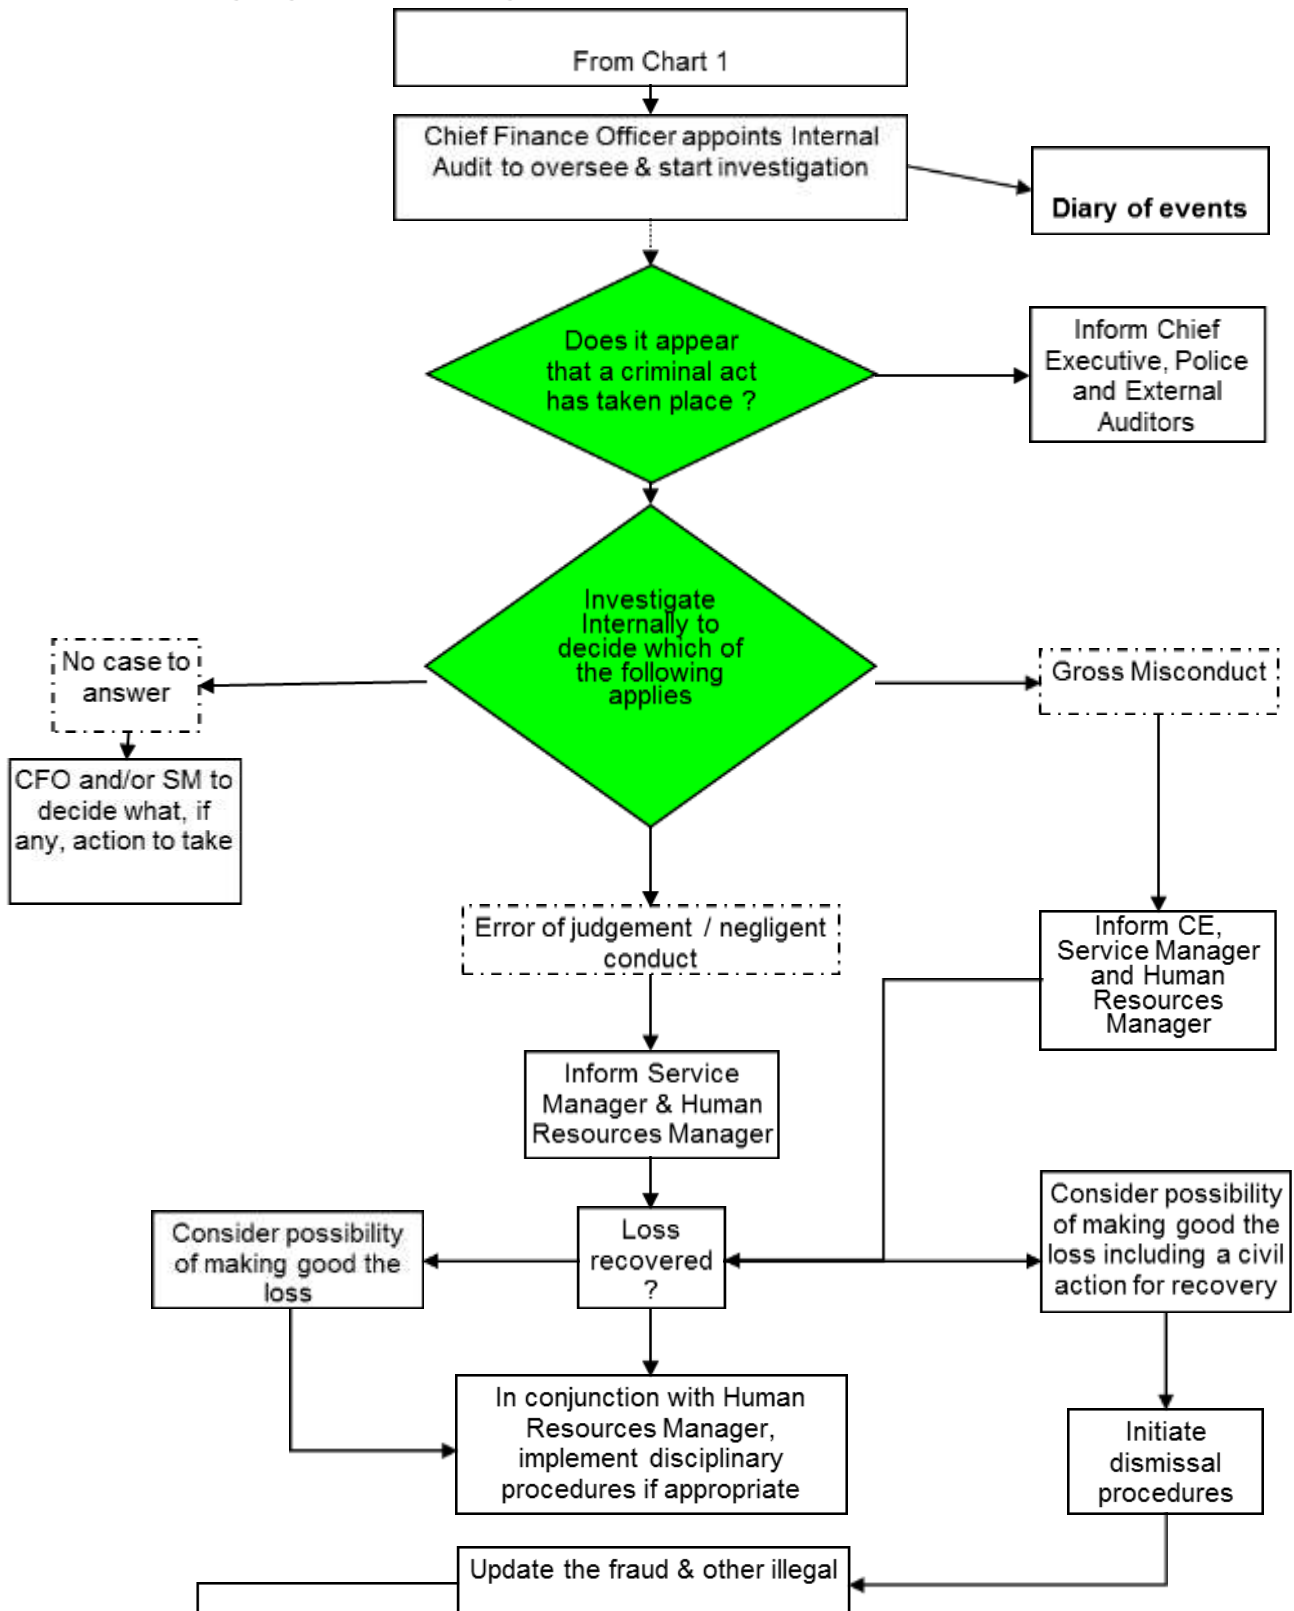 From Chart 1
Chief Finance Officer appoints Internal
Audit to oversee & start investigation
Diary of events
Does it appear
that a criminal act
has taken place ?
Inform Chief
Executive, Police
and External
Auditors
Investigate
Internally to
decide which of
the following
applies
No case to
answer
Gross Misconduct
CFO and/or SM to
decide what, if
any, action to take
Error of judgement / negligent
conduct
Inform CE,
Service Manager
and Human
Resources
Manager
Inform Service
Manager & Human
Resources Manager
Consider possibility
of making good the
loss
Loss
recovered
?
Consider possibility
of making good the
loss including a civil
action for recovery
In conjunction with Human
Resources Manager,
implement disciplinary
procedures if appropriate
Initiate
dismissal
procedures
Update the fraud & other illegal